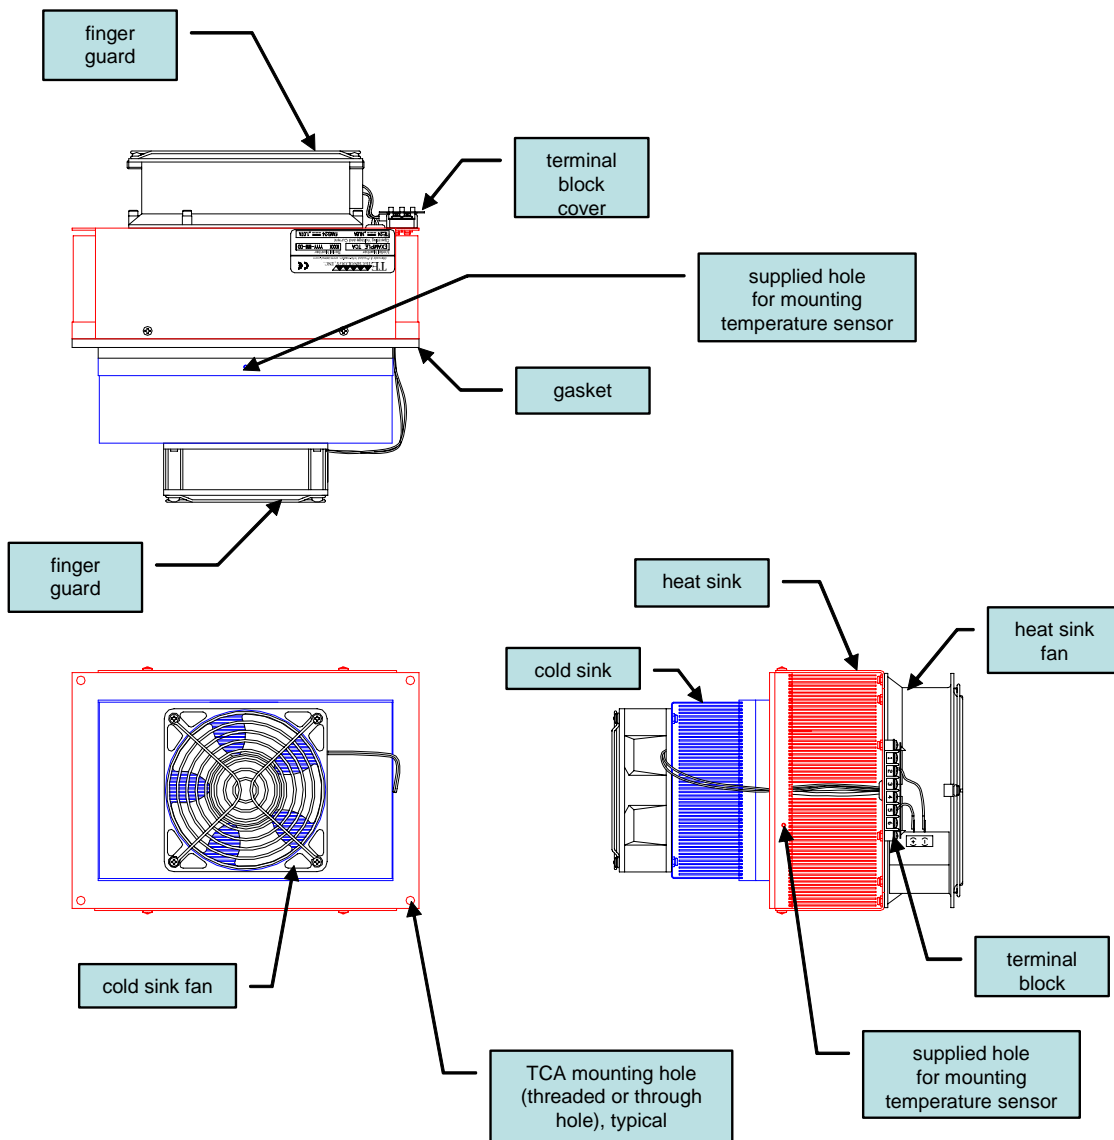 finger
guard
terminal
block
cover
supplied hole
for mounting
temperature sensor
gasket
finger
guard
heat sink
heat sink
fan
cold sink
cold sink fan
terminal
block
TCA mounting hole
(threaded or through
hole), typical
supplied hole
for mounting
temperature sensor